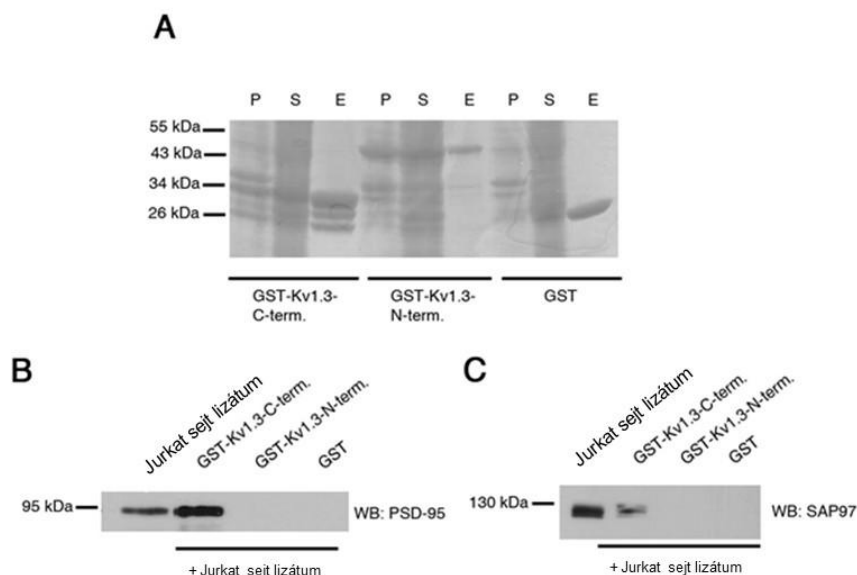 A
P S E P S E P S E
55 kDa
43 kDa
34 kDa
26 kDa
GST-Kv1.3-
C-term.
GST-Kv1.3-
N-term.
GST
B
Jurkat sejt lizátum
GST-Kv1.3-C-term.
GST-Kv1.3-N-term.
GST
95 kDa
WB: PSD-95
+ Jurkat sejt lizátum
C
Jurkat sejt lizátum
GST-Kv1.3-C-term.
GST-Kv1.3-N-term.
GST
130 kDa
WB: SAP97
+ Jurkat sejt lizátum